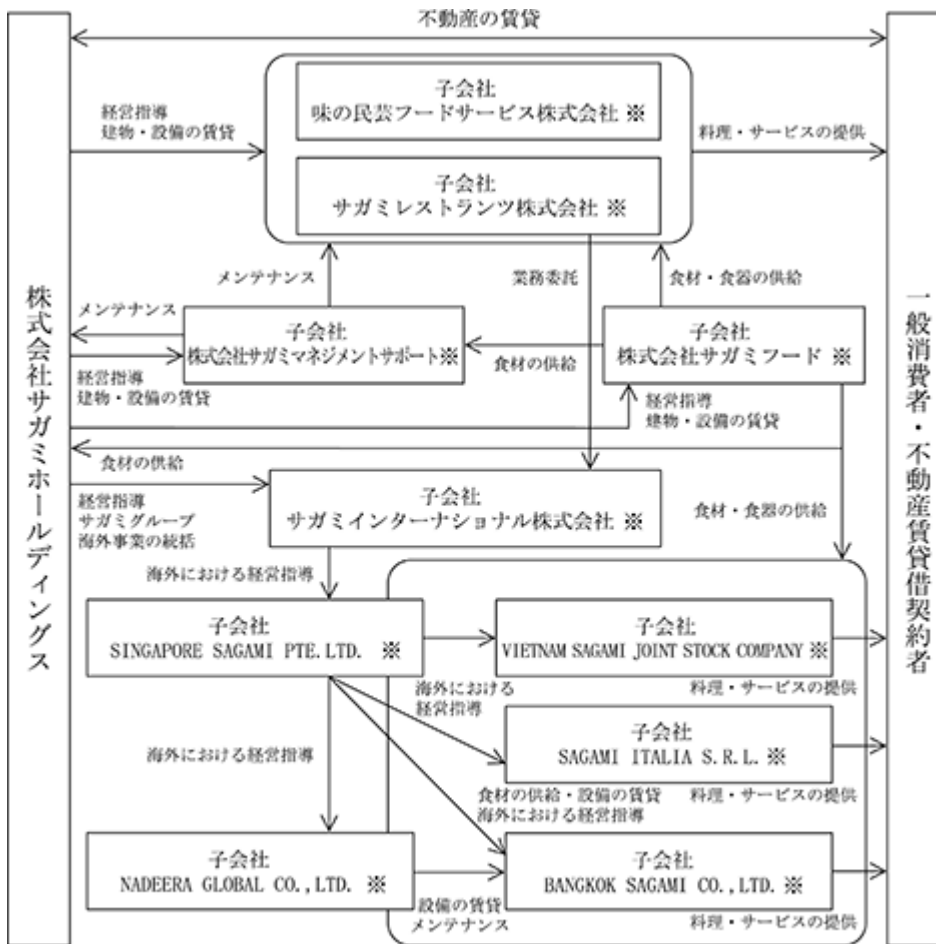 不動産の賃貸
子会社
味の民芸フードサービス株式会社 ※
経営指導
建物・設備の賃貸
料理・サービスの提供
子会社
サガミレストランツ株式会社 ※
メンテナンス
業務委託
食材・食器の供給
メンテナンス
子会社
株式会社サガミマネジメントサポート※
子会社
株式会社サガミフード ※
食材の供給
経営指導
建物・設備の賃貸
経営指導
建物・設備の賃貸
食材の供給
経営指導
サガミグループ
海外事業の統括
子会社
サガミインターナショナル株式会社 ※
食材・食器の供給
海外における経営指導
子会社
SINGAPORE SAGAMI PTE.LTD. ※
子会社
VIETNAM SAGAMI JOINT STOCK COMPANY ※
料理・サービスの提供
海外における
経営指導
子会社
SAGAMI ITALIA S.R.L. ※
料理・サービスの提供
海外における経営指導
食材の供給・設備の賃貸
海外における経営指導
子会社
NADEERA GLOBAL CO.,LTD. ※
子会社
BANGKOK SAGAMI CO.,LTD. ※
設備の賃貸
メンテナンス
料理・サービスの提供
株式会社サガミホールディングス
一般消費者・不動産賃貸借契約者